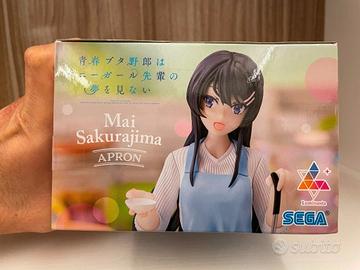 青春ブタ野郎は
バニーガール先輩の
夢を見ない
Mai
Sakurajima
APRON
Luminasta
SEGA
subito